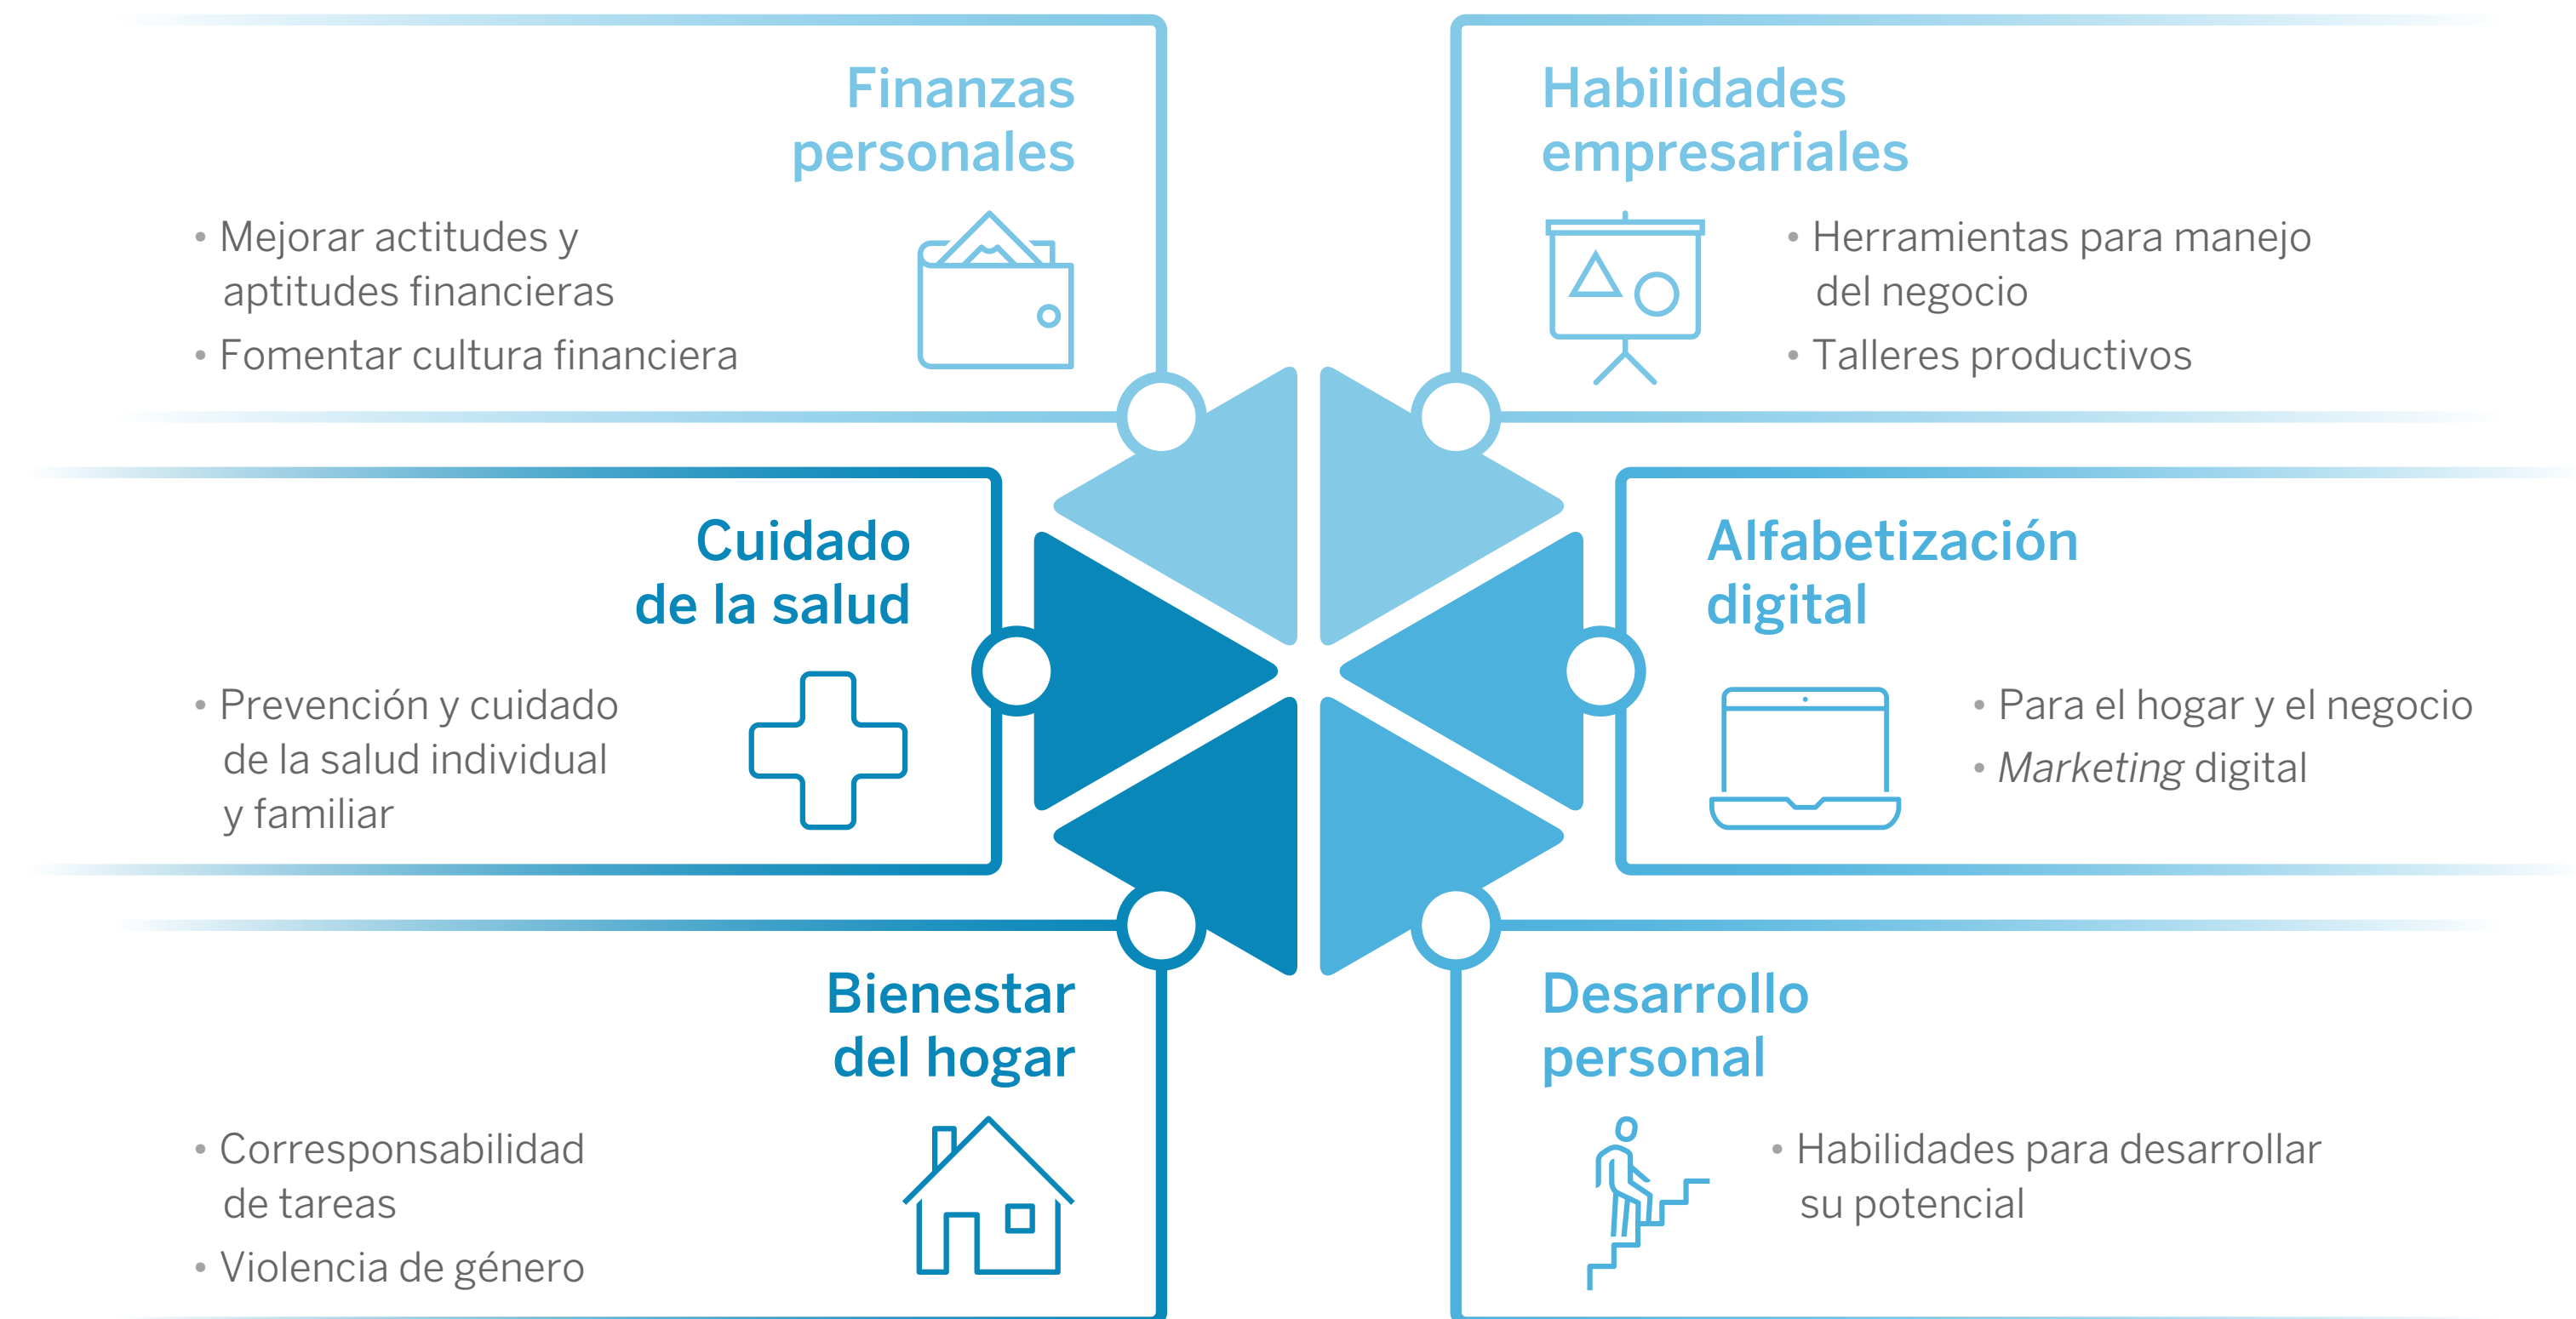 Finanzas
personales
• Mejorar actitudes y
aptitudes financieras
• Fomentar cultura financiera
Habilidades
empresariales
• Herramientas para manejo
del negocio
• Talleres productivos
Cuidado
de la salud
• Prevención y cuidado
de la salud individual
y familiar
Alfabetización
digital
• Para el hogar y el negocio
• Marketing digital
Bienestar
del hogar
• Corresponsabilidad
de tareas
• Violencia de género
Desarrollo
personal
• Habilidades para desarrollar
su potencial